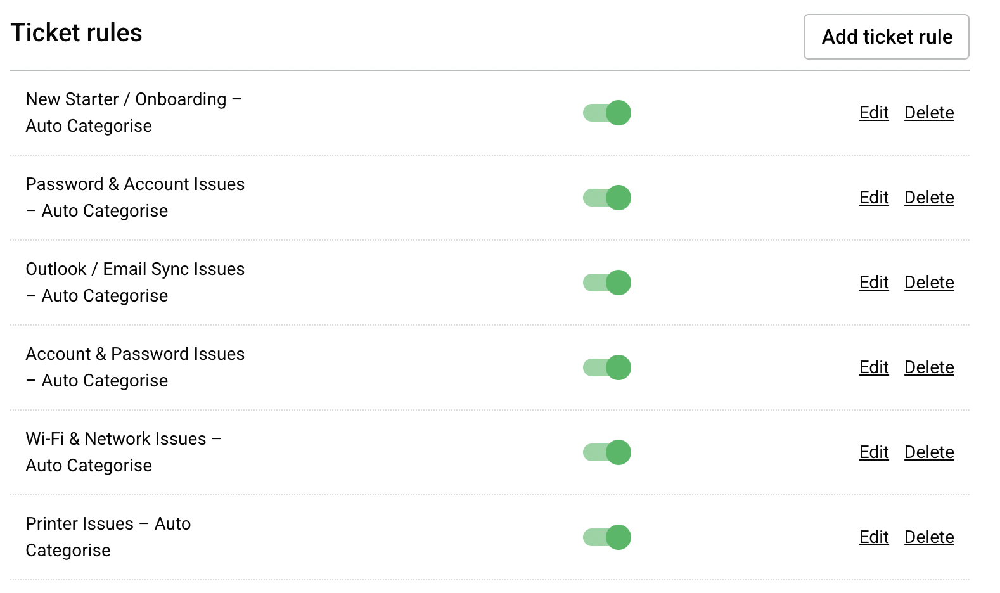 Ticket rules
Add ticket rule
New Starter / Onboarding –
Auto Categorise
Edit Delete
Password & Account Issues
– Auto Categorise
Edit Delete
Outlook / Email Sync Issues
– Auto Categorise
Edit Delete
Account & Password Issues
– Auto Categorise
Edit Delete
Wi-Fi & Network Issues –
Auto Categorise
Edit Delete
Printer Issues – Auto
Categorise
Edit Delete